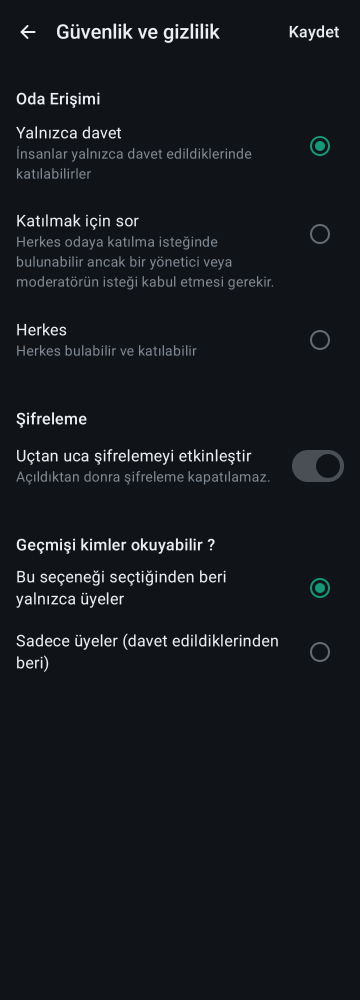 Güvenlik ve gizlilik
Kaydet
Oda Erişimi
Yalnızca davet
İnsanlar yalnızca davet edildiklerinde
katılabilirler
Katılmak için sor
Herkes odaya katılma isteğinde
bulunabilir ancak bir yönetici veya
moderatörün isteği kabul etmesi gerekir.
Herkes
Herkes bulabilir ve katılabilir
Şifreleme
Uçtan uca şifrelemeyi etkinleştir
Açıldıktan donra şifreleme kapatılamaz.
Geçmişi kimler okuyabilir ?
Bu seçeneği seçtiğinden beri
yalnızca üyeler
Sadece üyeler (davet edildiklerinden
beri)